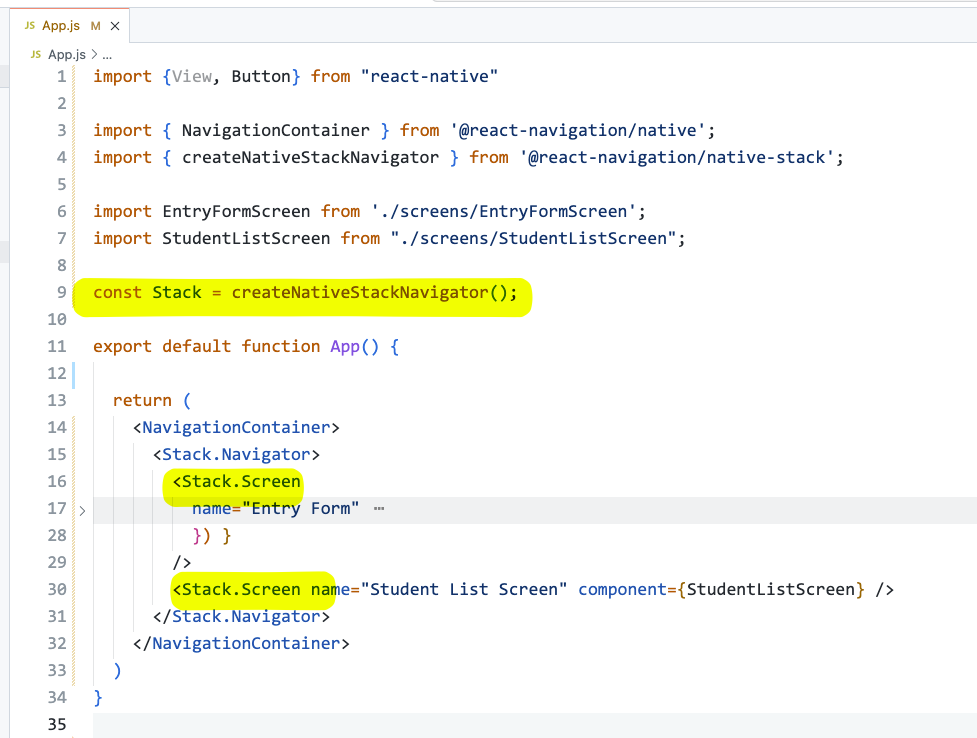 JS App.js M ×
JS App.js > ...
1 import {View, Button} from "react-native"
2
3 import { NavigationContainer } from '@react-navigation/native';
4 import { createNativeStackNavigator } from '@react-navigation/native-stack';
5
6 import EntryFormScreen from './screens/EntryFormScreen';
7 import StudentListScreen from "./screens/StudentListScreen";
8
9 const Stack = createNativeStackNavigator();
10
11 export default function App() {
12
13   return (
14     <NavigationContainer>
15       <Stack.Navigator>
16         <Stack.Screen
17 >         name="Entry Form" ⋯
28           }) }
29         />
30         <Stack.Screen name="Student List Screen" component={StudentListScreen} />
31       </Stack.Navigator>
32     </NavigationContainer>
33   )
34 }
35